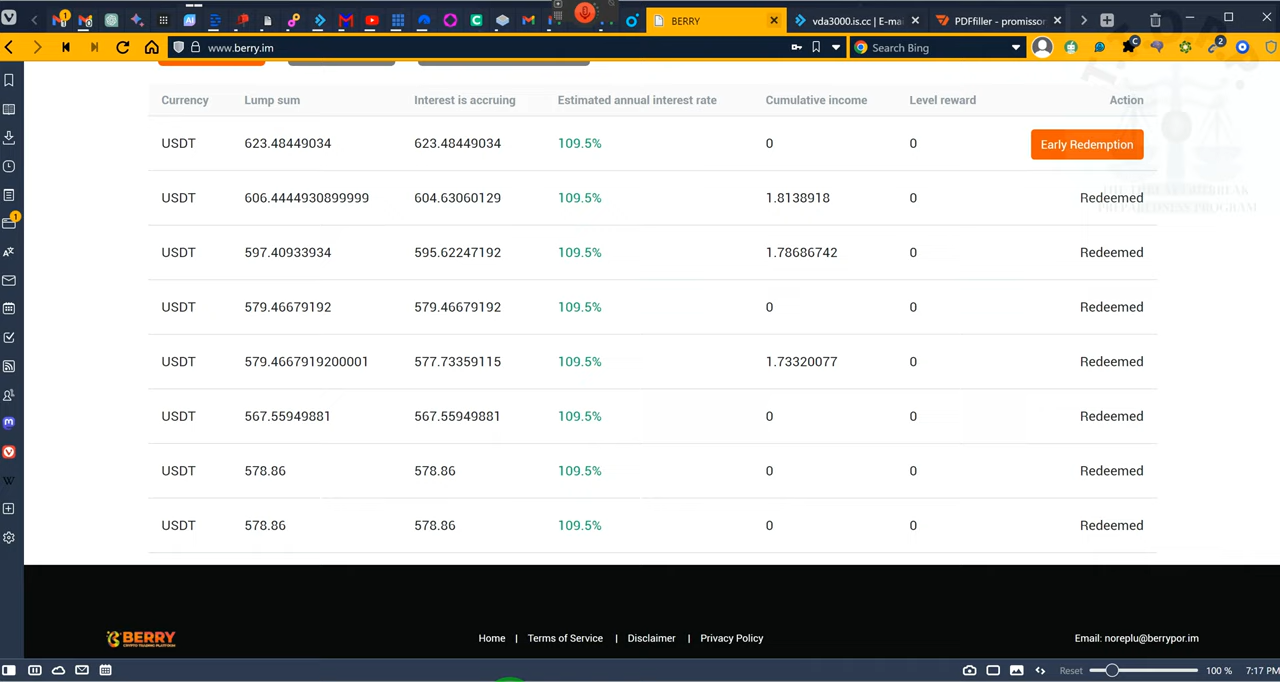 BERRY
vda3000.is.cc | E-mai
PDFfiller - promissor
www.berry.im
Search Bing
Currency Lump sum Interest is accruing Estimated annual interest rate Cumulative income Level reward Action
USDT 623.48449034 623.48449034 109.5% 0 0 Early Redemption
USDT 606.4444930899999 604.63060129 109.5% 1.8138918 0 Redeemed
USDT 597.40933934 595.62247192 109.5% 1.78686742 0 Redeemed
USDT 579.46679192 579.46679192 109.5% 0 0 Redeemed
USDT 579.4667919200001 577.73359115 109.5% 1.73320077 0 Redeemed
USDT 567.55949881 567.55949881 109.5% 0 0 Redeemed
USDT 578.86 578.86 109.5% 0 0 Redeemed
USDT 578.86 578.86 109.5% 0 0 Redeemed
BERRY
CRYPTO TRADING PLATFORM
Home | Terms of Service | Disclaimer | Privacy Policy
Email: noreplu@berrypor.im
Reset 100 % 7:17 PM